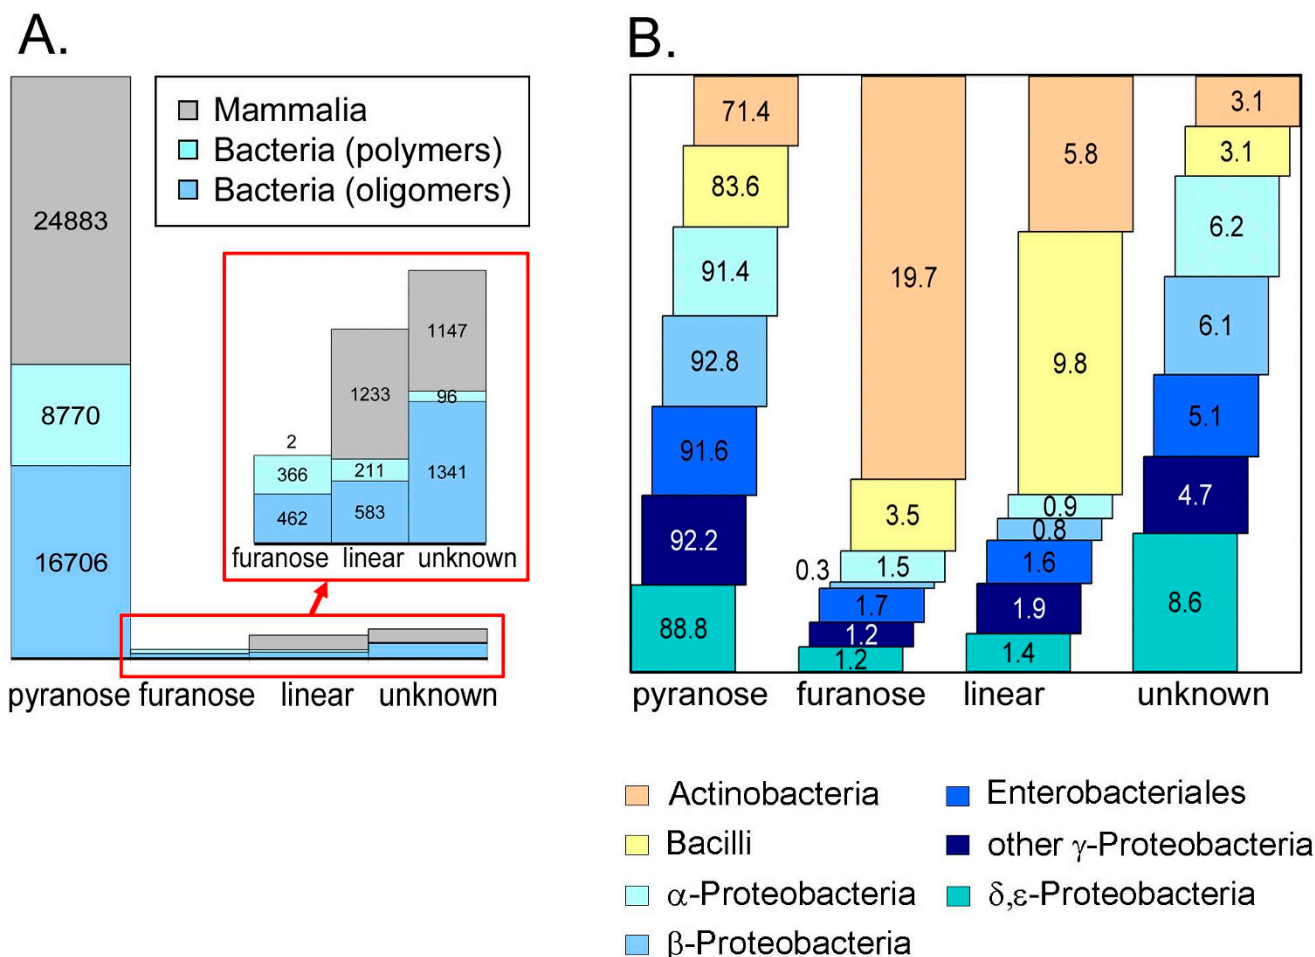 A.
Mammalia
Bacteria (polymers)
Bacteria (oligomers)
24883
8770
16706
1147
1233
96
2
366
211
1341
462
583
furanose linear unknown
pyranose furanose linear unknown
B.
71.4
83.6
91.4
92.8
91.6
92.2
88.8
19.7
3.5
1.5
0.3
1.7
1.2
1.2
5.8
9.8
0.9
0.8
1.6
1.9
1.4
3.1
3.1
6.2
6.1
5.1
4.7
8.6
pyranose furanose linear unknown
Actinobacteria
Bacilli
α-Proteobacteria
β-Proteobacteria
Enterobacteriales
other γ-Proteobacteria
δ,ε-Proteobacteria